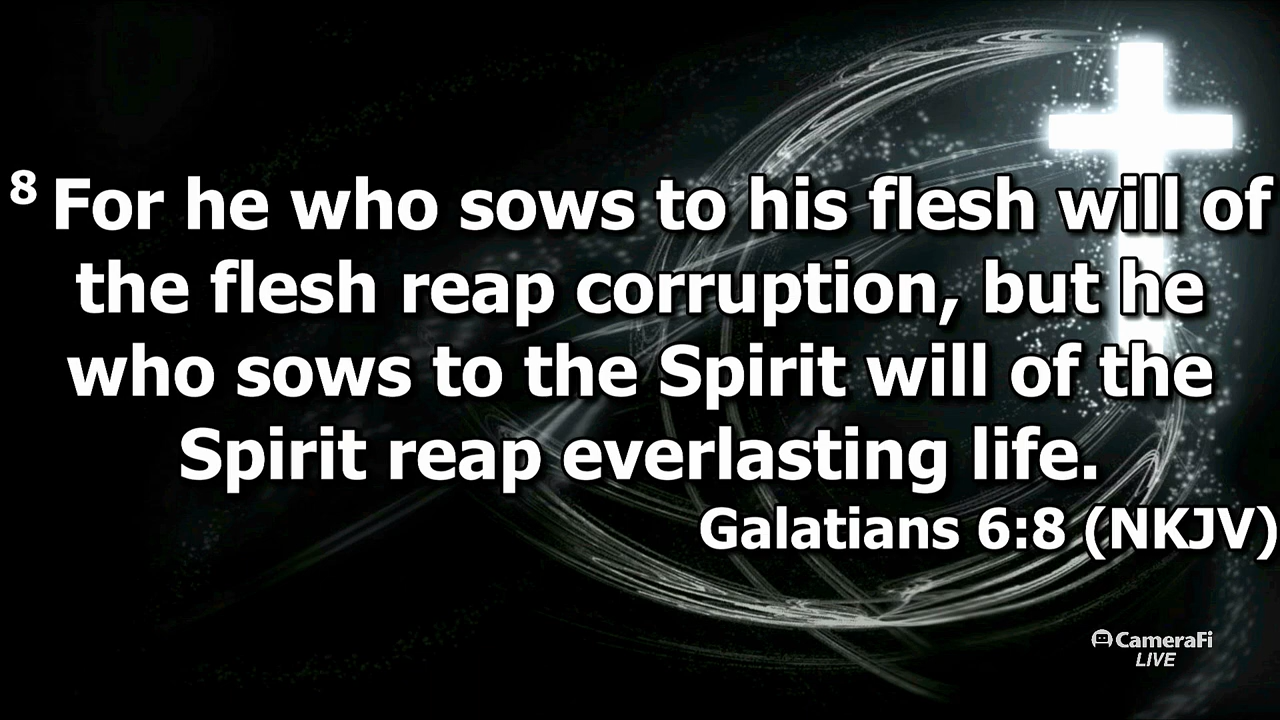 8 For he who sows to his flesh will of
the flesh reap corruption, but he
who sows to the Spirit will of the
Spirit reap everlasting life.
Galatians 6:8 (NKJV)
CameraFi
LIVE